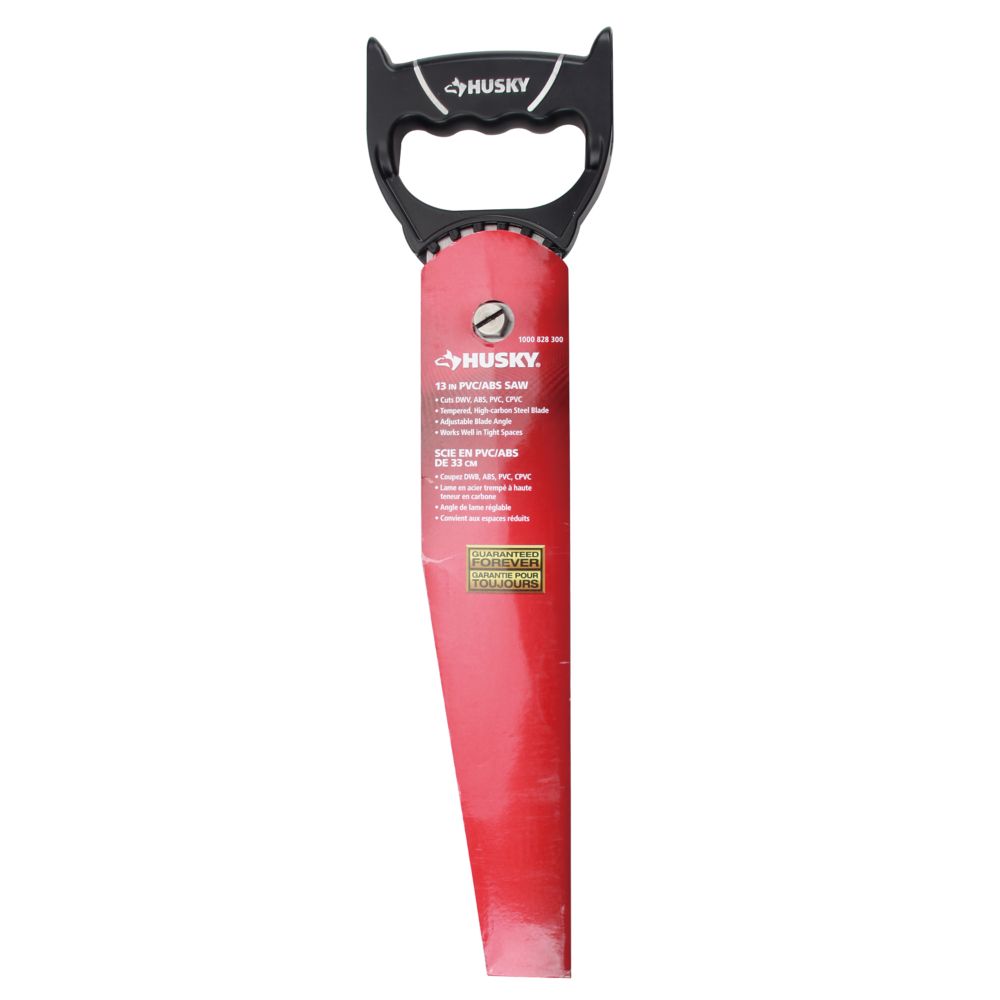 HUSKY
1000 828 300
HUSKY®
13 IN PVC/ABS SAW
• Cuts DWV, ABS, PVC, CPVC
• Tempered, High-carbon Steel Blade
• Adjustable Blade Angle
• Works Well in Tight Spaces
SCIE EN PVC/ABS
DE 33 CM
• Coupez DWB, ABS, PVC, CPVC
• Lame en acier trempé à haute
teneur en carbone
• Angle de lame réglable
• Convient aux espaces réduits
GUARANTEED
FOREVER
GARANTIE POUR
TOUJOURS